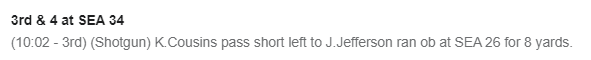 3rd & 4 at SEA 34
(10:02 - 3rd) (Shotgun) K.Cousins pass short left to J.Jefferson ran ob at SEA 26 for 8 yards.